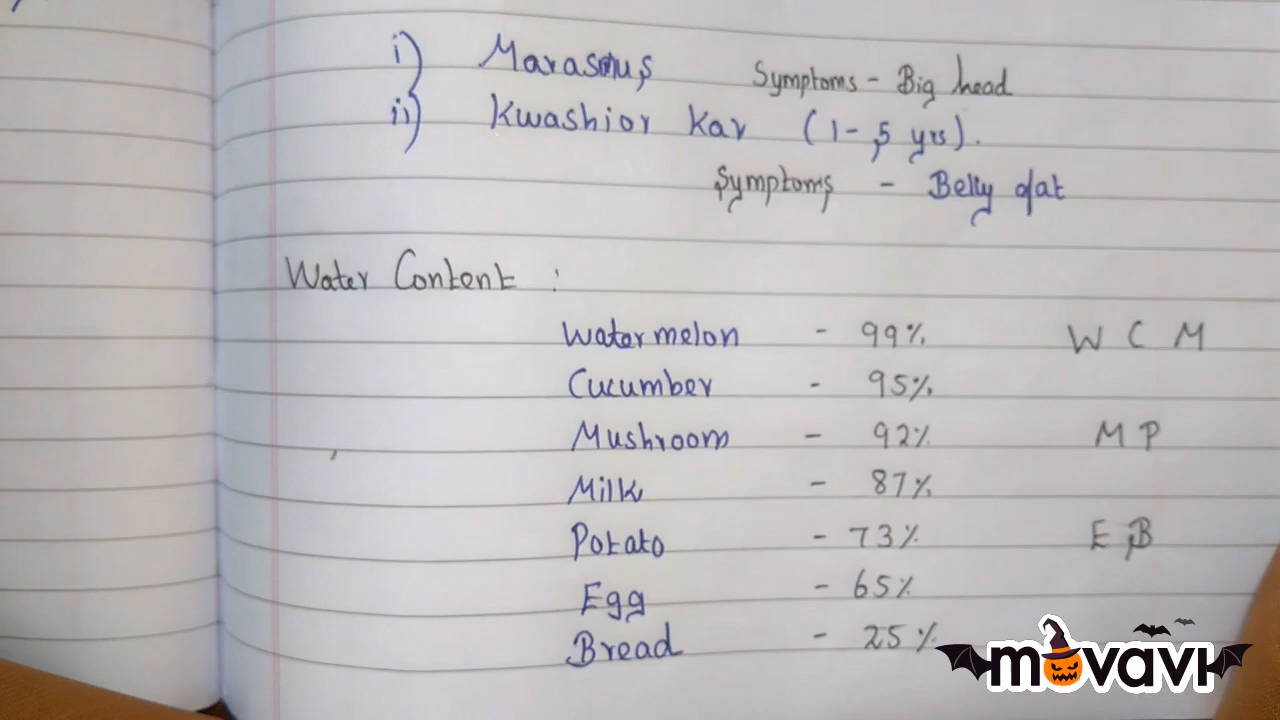 i) Marasmus Symptoms - Big head
ii) Kwashior kar (1-5 yrs).
Symptoms - Belly fat
Water Content :
Watermelon - 99% W C M
Cucumber - 95%
Mushroom - 92% M P
Milk - 87%
Potato - 73% E B
Egg - 65%
Bread - 25%
movavi